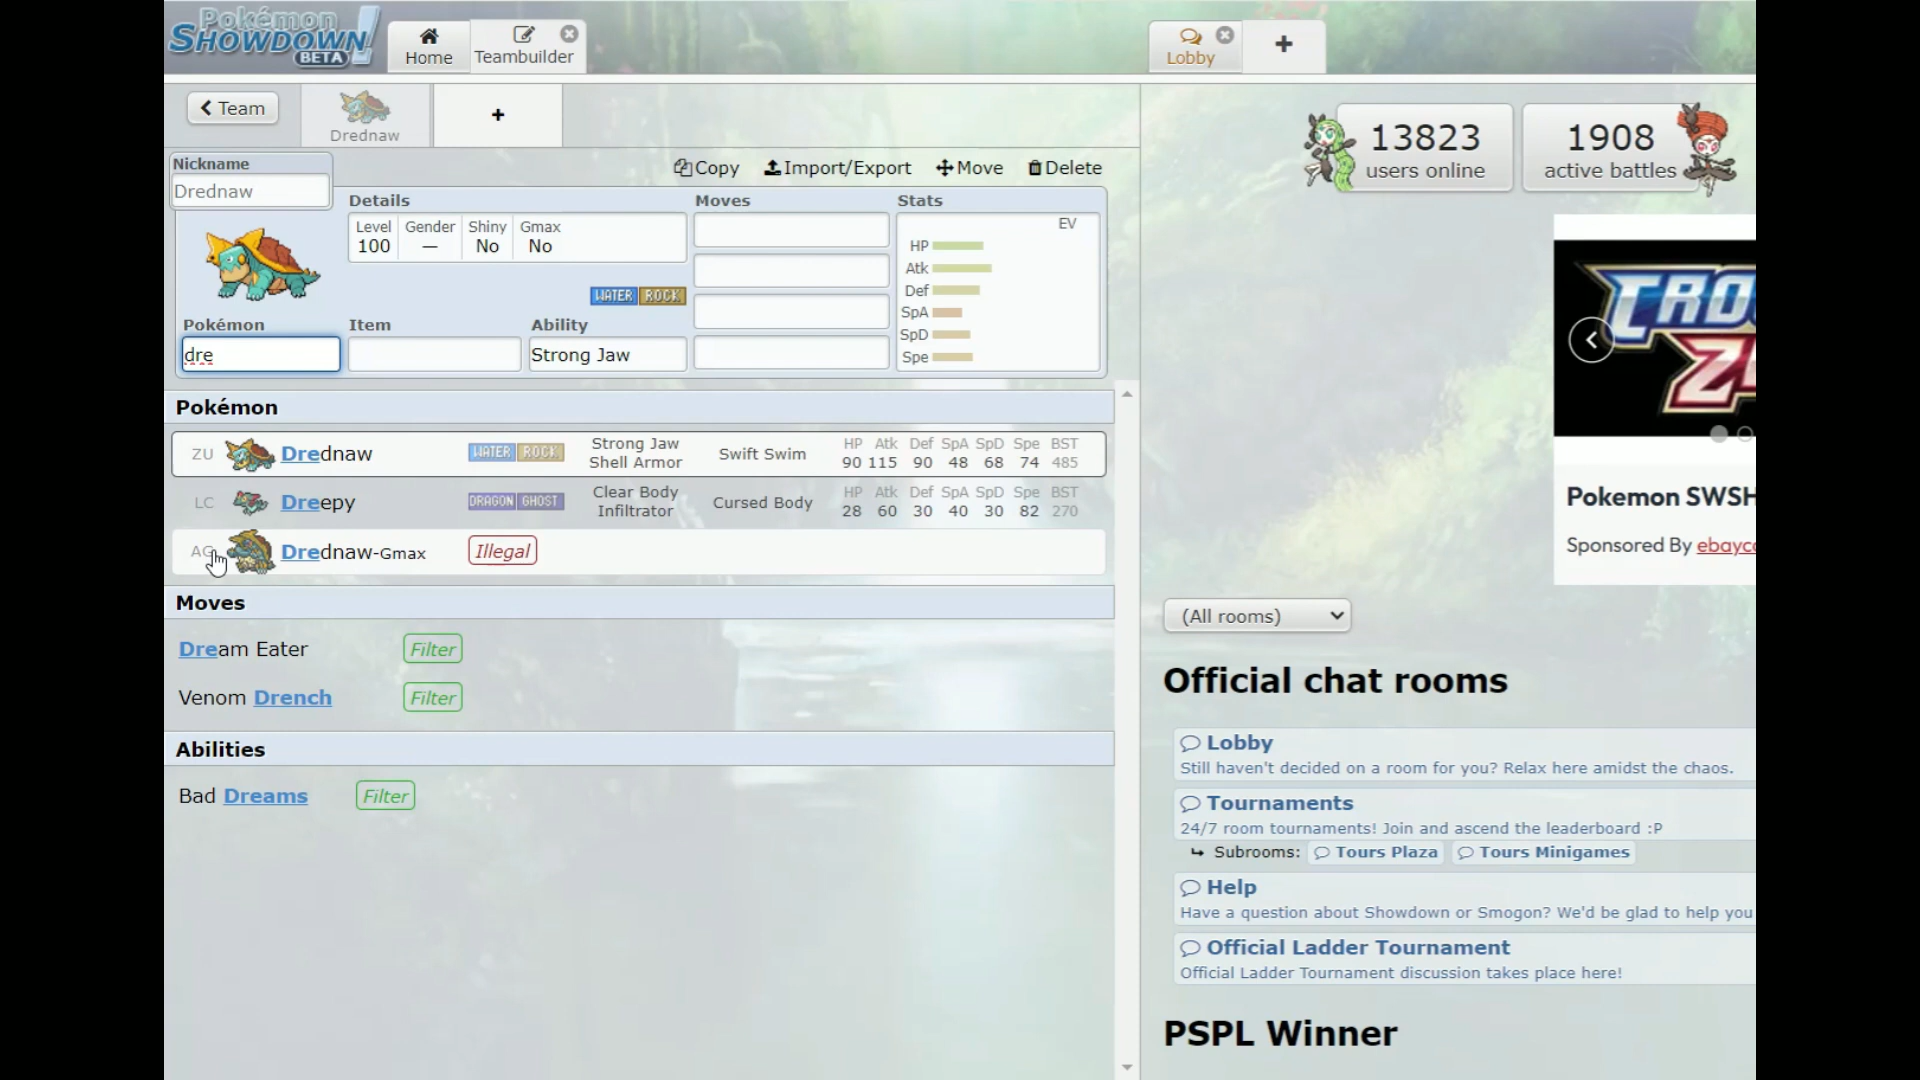 Pokémon
SHOWDOWN!
BETA
Home
Teambuilder
Lobby
+
Team
Drednaw
+
Nickname
Drednaw
Copy
Import/Export
Move
Delete
Details
Moves
Stats
Level
Gender
Shiny
Gmax
100
—
No
No
EV
HP
Atk
Def
SpA
SpD
Spe
WATER ROCK
Pokémon
Item
Ability
dre
Strong Jaw
Pokémon
ZU Drednaw WATER ROCK Strong Jaw Shell Armor Swift Swim HP 90 Atk 115 Def 90 SpA 48 SpD 68 Spe 74 BST 485
LC Dreepy DRAGON GHOST Clear Body Infiltrator Cursed Body HP 28 Atk 60 Def 30 SpA 40 SpD 30 Spe 82 BST 270
AG Drednaw-Gmax Illegal
Moves
Dream Eater Filter
Venom Drench Filter
Abilities
Bad Dreams Filter
13823
users online
1908
active battles
Pokemon SWSH
Sponsored By
(All rooms)
Official chat rooms
Lobby
Still haven't decided on a room for you? Relax here amidst the chaos.
Tournaments
24/7 room tournaments! Join and ascend the leaderboard :P
Subrooms: Tours Plaza Tours Minigames
Help
Have a question about Showdown or Smogon? We'd be glad to help you
Official Ladder Tournament
Official Ladder Tournament discussion takes place here!
PSPL Winner